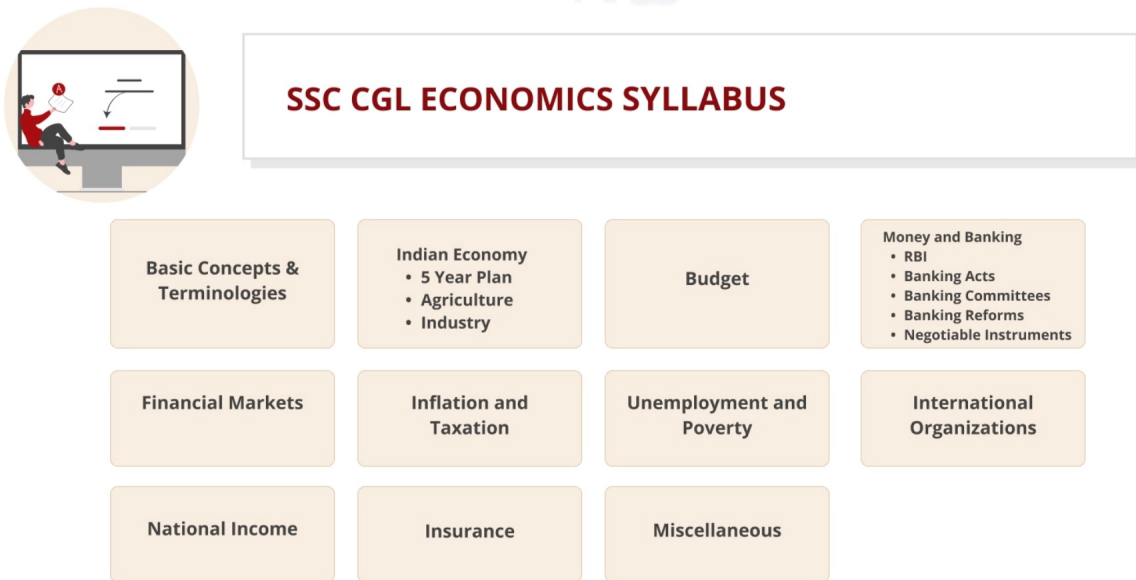 A
SSC CGL ECONOMICS SYLLABUS
Basic Concepts &
Terminologies
Indian Economy
• 5 Year Plan
• Agriculture
• Industry
Budget
Money and Banking
• RBI
• Banking Acts
• Banking Committees
• Banking Reforms
• Negotiable Instruments
Financial Markets
Inflation and
Taxation
Unemployment and
Poverty
International
Organizations
National Income
Insurance
Miscellaneous